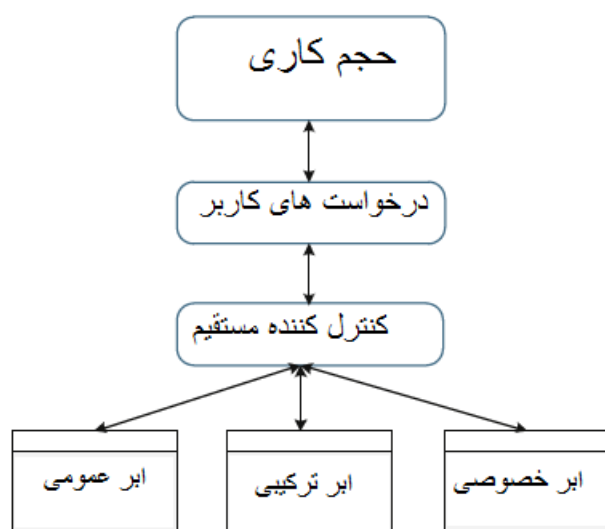 حجم کاری
درخواست های کاربر
کنترل کننده مستقیم
ابر خصوصی
ابر ترکیبی
ابر عمومی